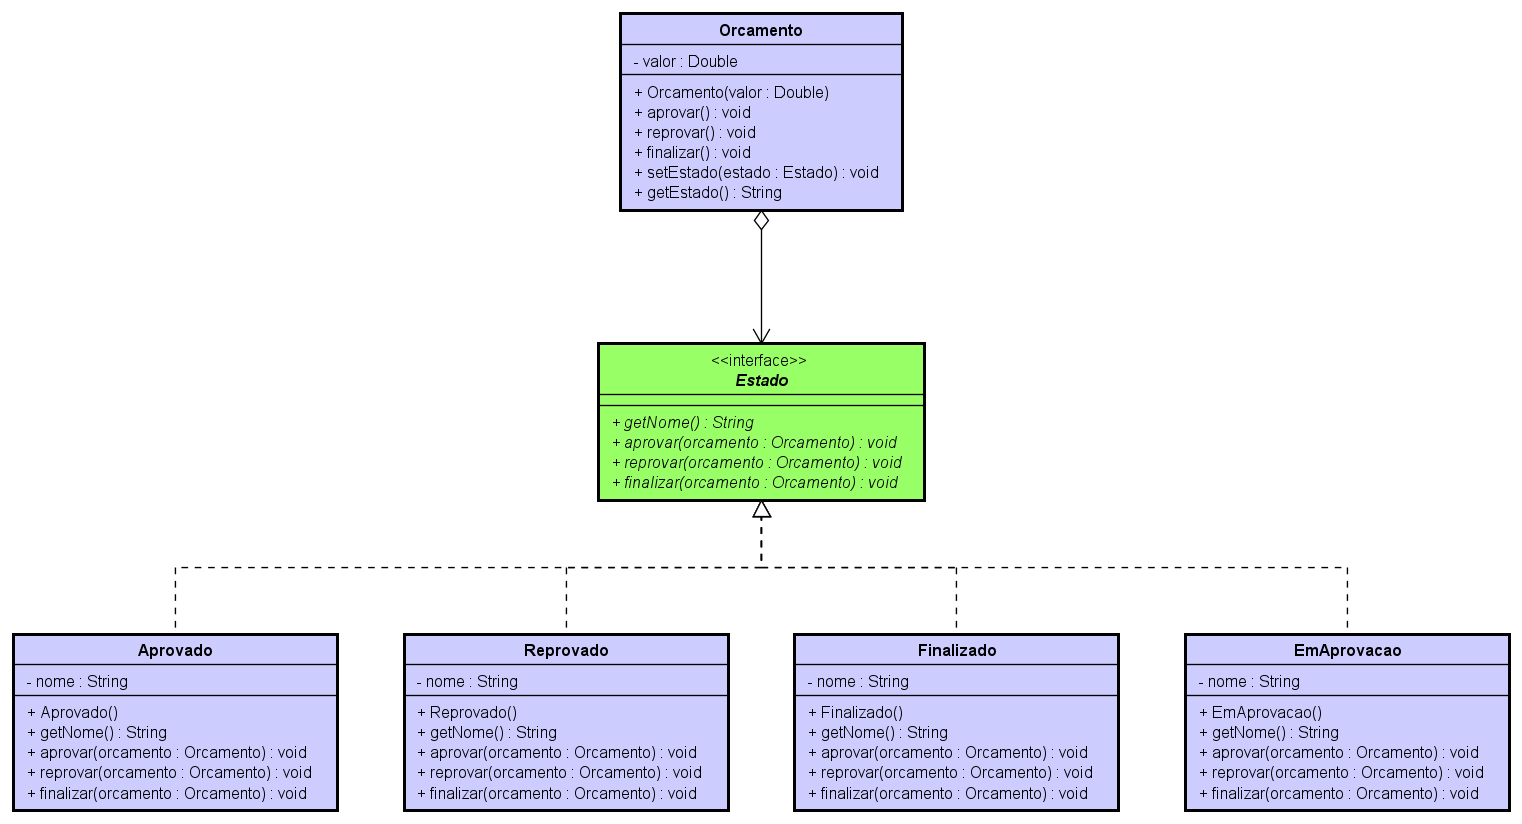 Orcamento
- valor : Double
+ Orcamento(valor : Double)
+ aprovar() : void
+ reprovar() : void
+ finalizar() : void
+ setEstado(estado : Estado) : void
+ getEstado() : String
<<interface>>
Estado
+ getNome() : String
+ aprovar(orcamento : Orcamento) : void
+ reprovar(orcamento : Orcamento) : void
+ finalizar(orcamento : Orcamento) : void
Aprovado
- nome : String
+ Aprovado()
+ getNome() : String
+ aprovar(orcamento : Orcamento) : void
+ reprovar(orcamento : Orcamento) : void
+ finalizar(orcamento : Orcamento) : void
Reprovado
- nome : String
+ Reprovado()
+ getNome() : String
+ aprovar(orcamento : Orcamento) : void
+ reprovar(orcamento : Orcamento) : void
+ finalizar(orcamento : Orcamento) : void
Finalizado
- nome : String
+ Finalizado()
+ getNome() : String
+ aprovar(orcamento : Orcamento) : void
+ reprovar(orcamento : Orcamento) : void
+ finalizar(orcamento : Orcamento) : void
EmAprovacao
- nome : String
+ EmAprovacao()
+ getNome() : String
+ aprovar(orcamento : Orcamento) : void
+ reprovar(orcamento : Orcamento) : void
+ finalizar(orcamento : Orcamento) : void